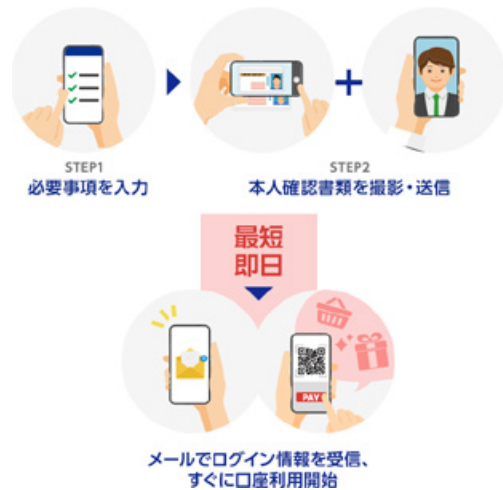 STEP1
必要事項を入力
STEP2
本人確認書類を撮影・送信
最短
即日
PAY
メールでログイン情報を受信、
すぐに口座利用開始